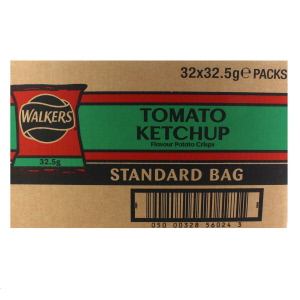 32x32.5g℮ PACKS
WALKERS
32.5g
TOMATO
KETCHUP
Flavour Potato Crisps
STANDARD BAG
050 00328 56024 3